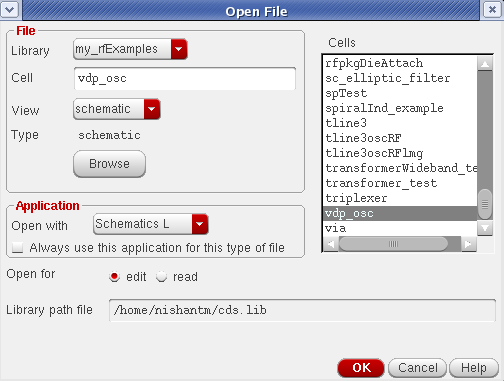 Open File
File
Library my_rfExamples
Cell vdp_osc
View schematic
Type schematic
Browse
Application
Open with Schematics L
Always use this application for this type of file
Open for edit read
Library path file /home/nishantm/cds.lib
Cells
rfpkgDieAttach
sc_elliptic_filter
spTest
spiralInd_example
tline3
tline3oscRF
tline3oscRFlmg
transformerWideband_te
transformer_test
triplexer
vdp_osc
via
OK Cancel Help